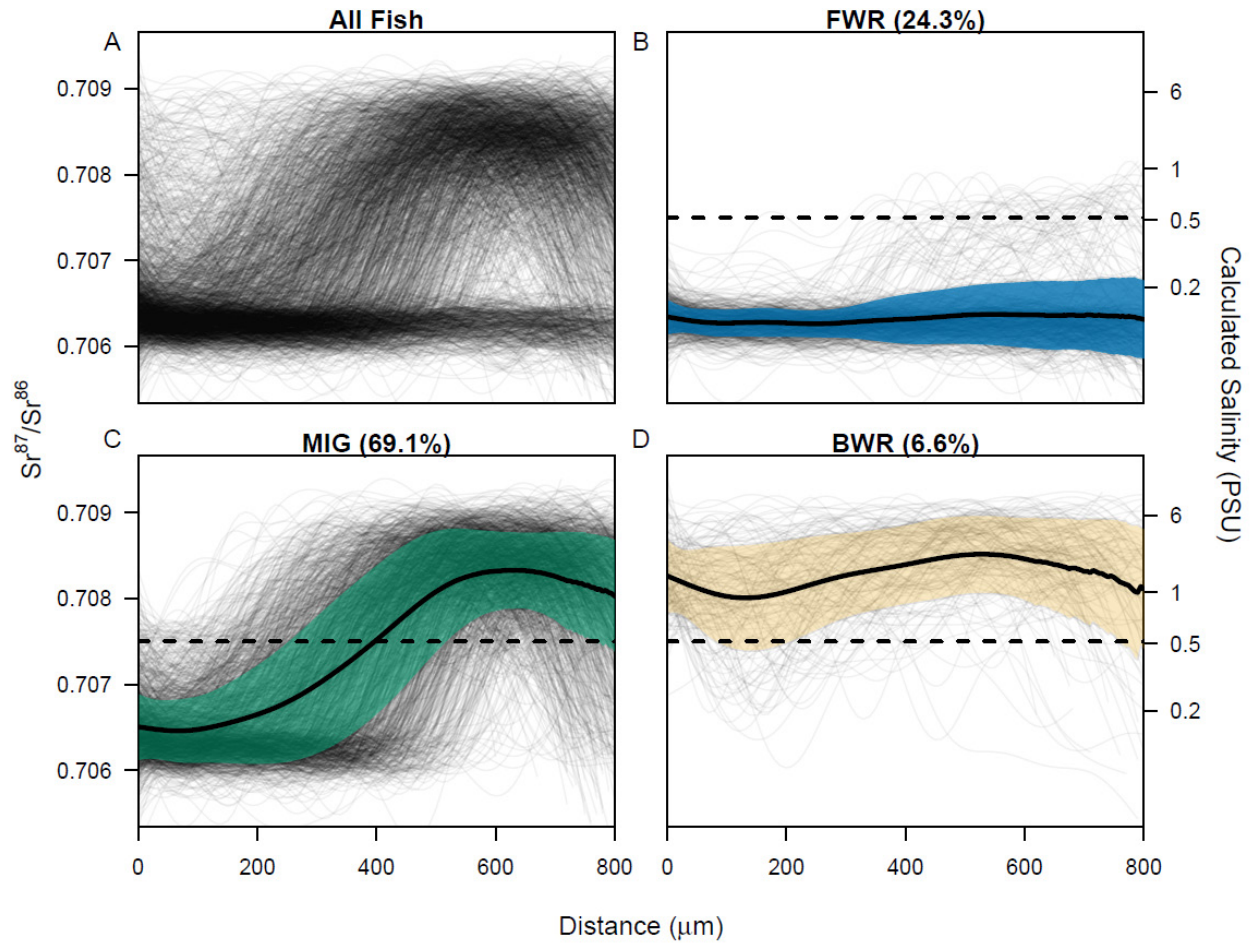 All Fish
FWR (24.3%)
A
B
0.709
0.708
0.707
0.706
6
1
0.5
0.2
Sr⁸⁷/Sr⁸⁶
Calculated Salinity (PSU)
MIG (69.1%)
BWR (6.6%)
C
D
0.709
0.708
0.707
0.706
6
1
0.5
0.2
0 200 400 600 800
0 200 400 600 800
Distance (μm)